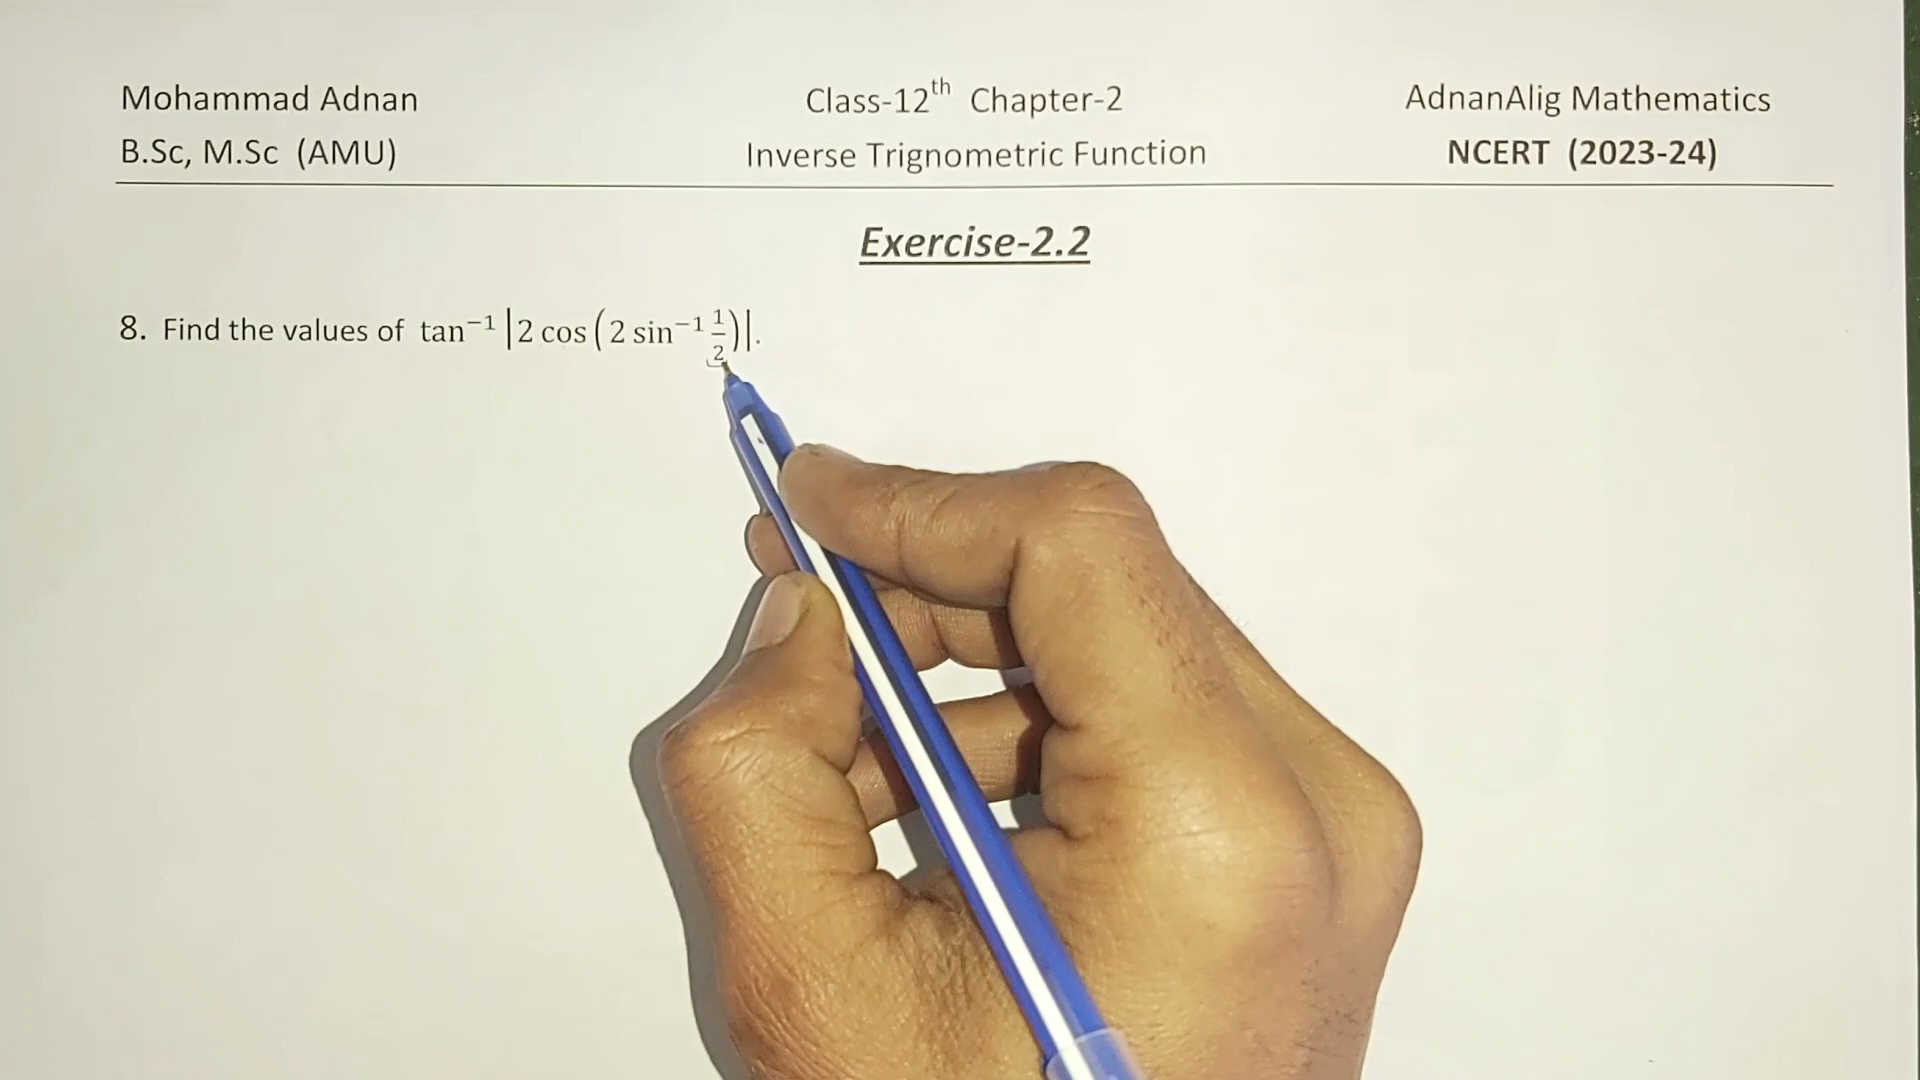 Mohammad Adnan
B.Sc, M.Sc (AMU)
Class-12th Chapter-2
Inverse Trignometric Function
AdnanAlig Mathematics
NCERT (2023-24)
Exercise-2.2
8. Find the values of tan⁻¹ |2 cos (2 sin⁻¹ 1/2)|.